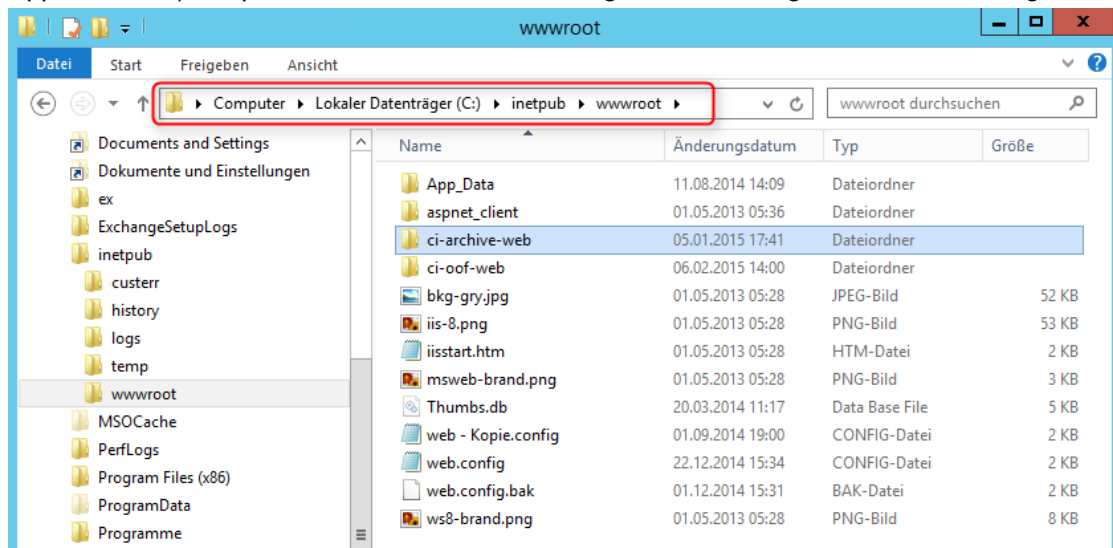 wwwroot
Datei Start Freigeben Ansicht
Computer Lokaler Datenträger (C:) inetpub wwwroot
wwwroot durchsuchen
Documents and Settings
Dokumente und Einstellungen
ex
ExchangeSetupLogs
inetpub
custerr
history
logs
temp
wwwroot
MSOCache
PerfLogs
Program Files (x86)
ProgramData
Programme
Name Änderungsdatum Typ Größe
App_Data 11.08.2014 14:09 Dateiordner
aspnet_client 01.05.2013 05:36 Dateiordner
ci-archive-web 05.01.2015 17:41 Dateiordner
ci-oof-web 06.02.2015 14:00 Dateiordner
bkg-gry.jpg 01.05.2013 05:28 JPEG-Bild 52 KB
iis-8.png 01.05.2013 05:28 PNG-Bild 53 KB
iisstart.htm 01.05.2013 05:28 HTM-Datei 2 KB
msweb-brand.png 01.05.2013 05:28 PNG-Bild 3 KB
Thumbs.db 20.03.2014 11:17 Data Base File 5 KB
web - Kopie.config 01.09.2014 19:00 CONFIG-Datei 2 KB
web.config 22.12.2014 15:34 CONFIG-Datei 2 KB
web.config.bak 01.12.2014 15:31 BAK-Datei 2 KB
ws8-brand.png 01.05.2013 05:28 PNG-Bild 8 KB